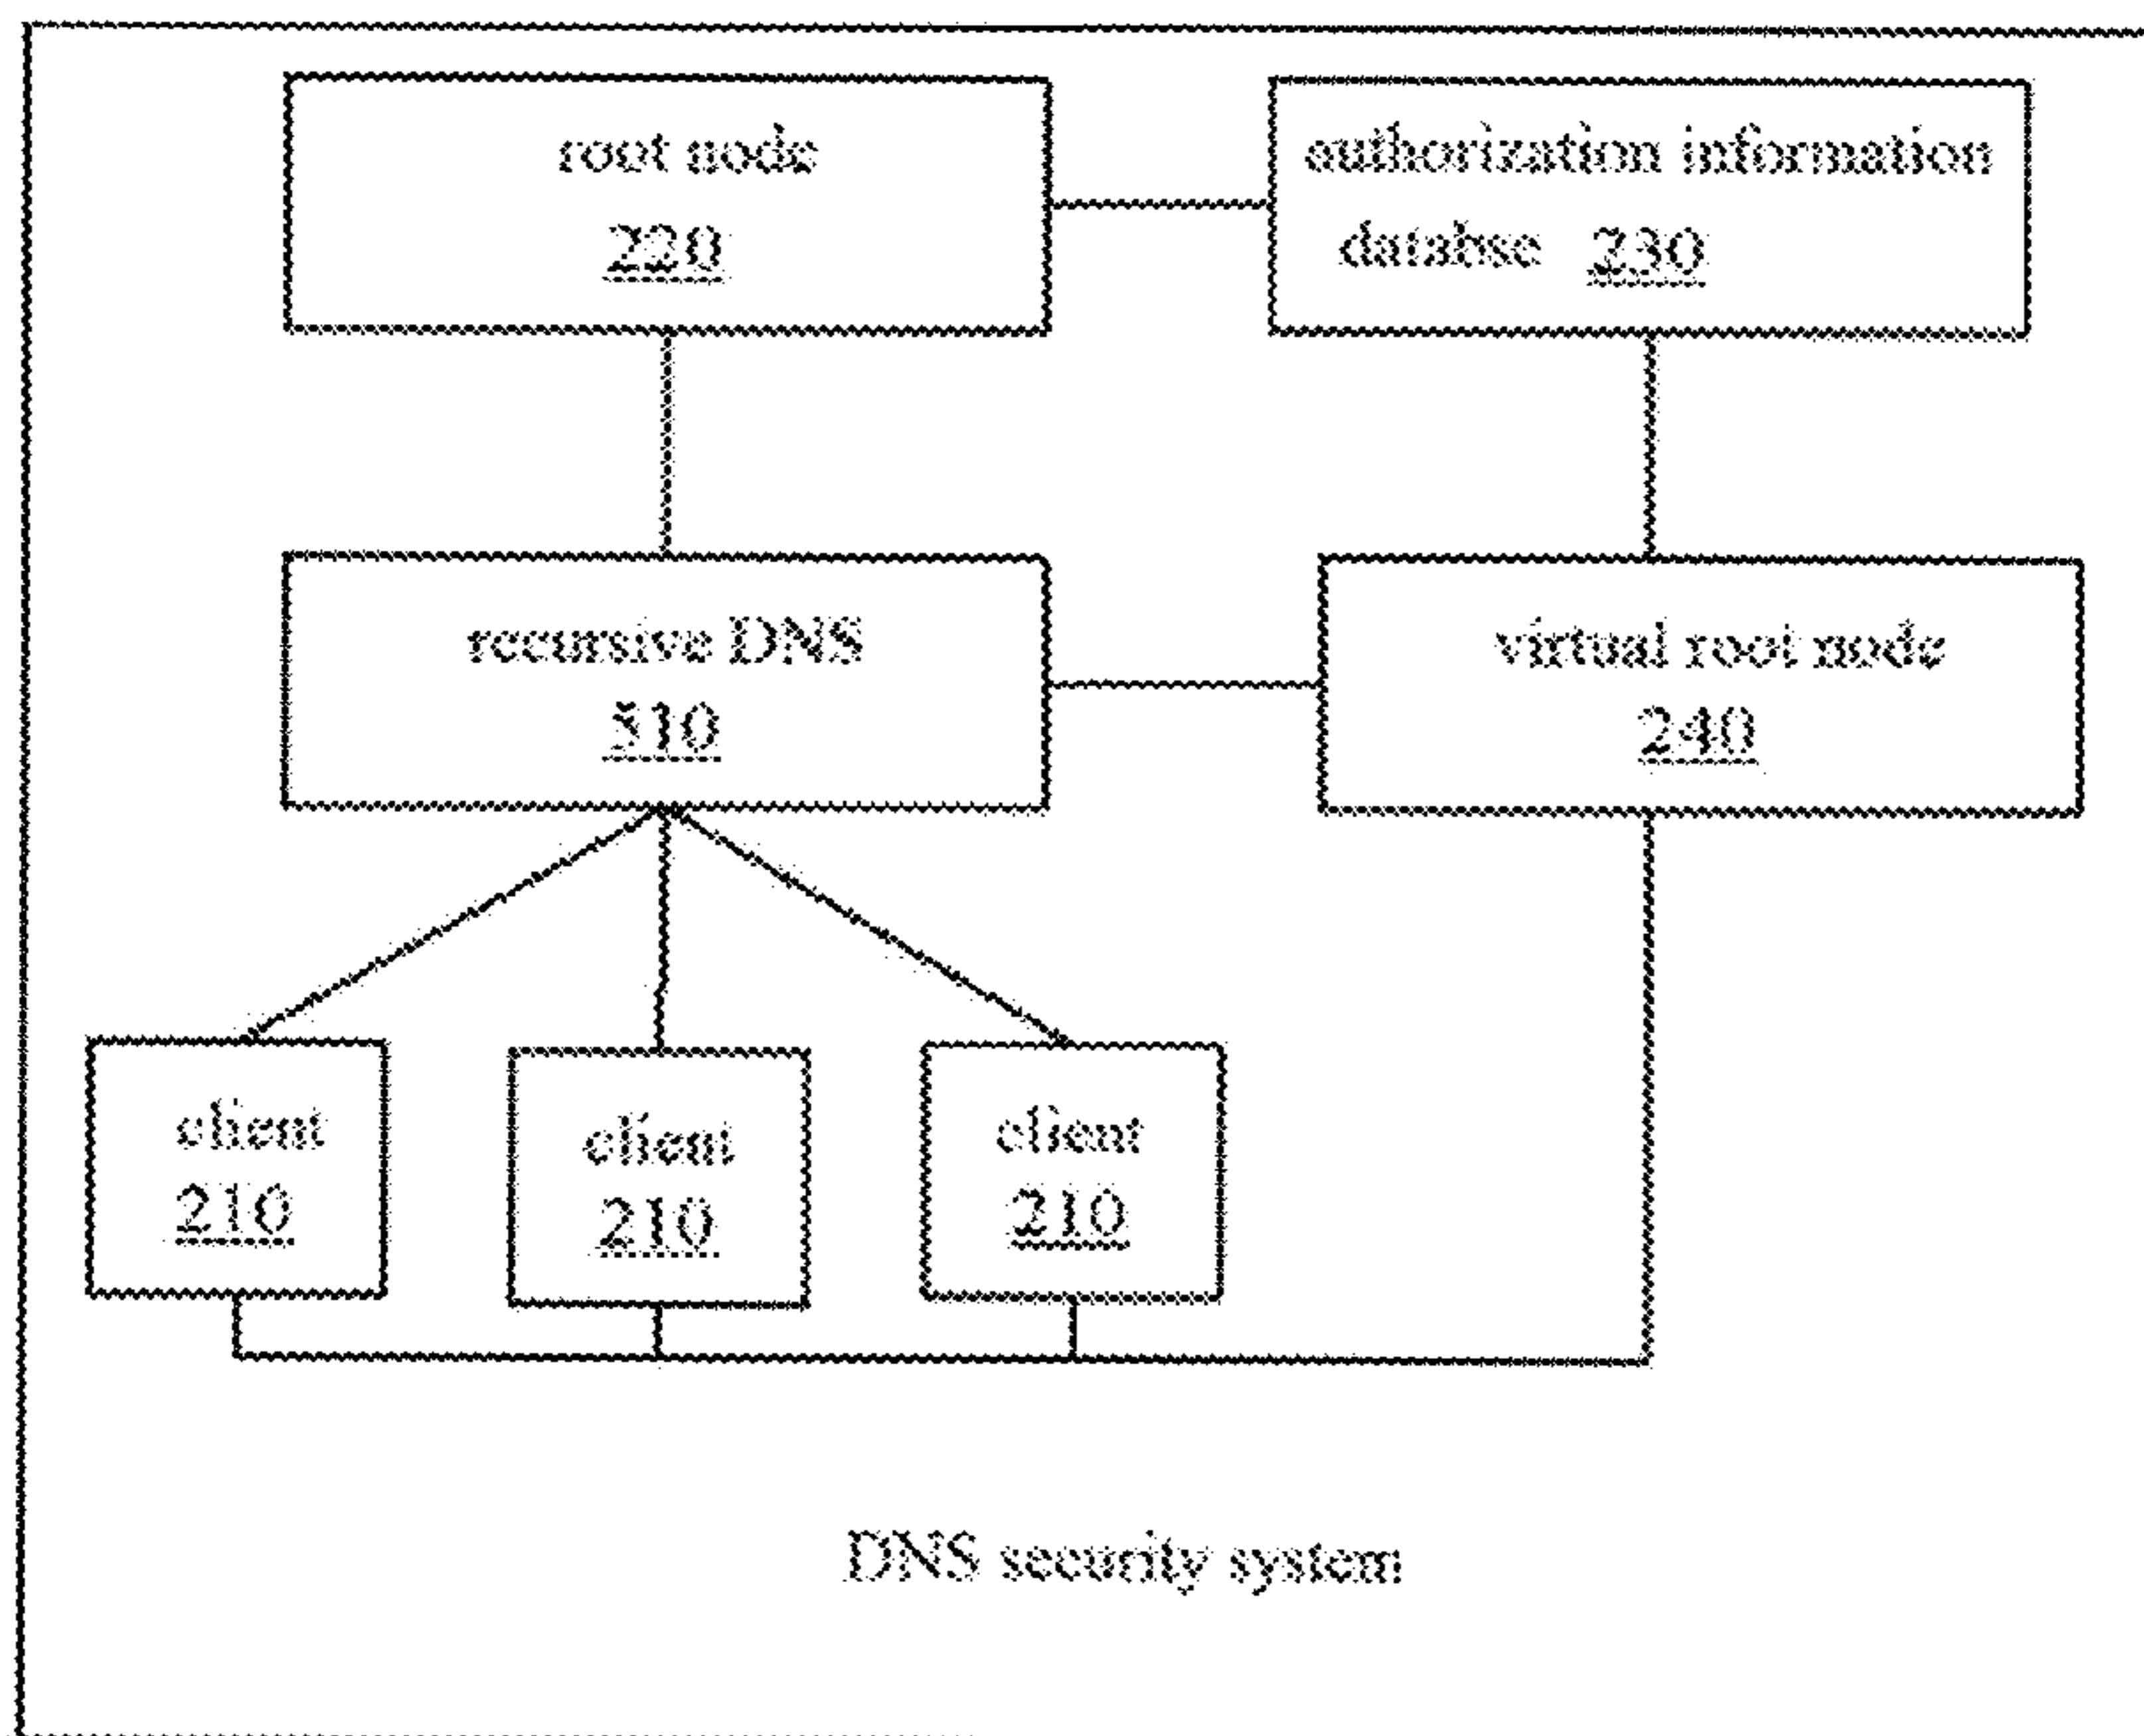 root node
220
authorization information
databse 230
recursive DNS
510
virtual root node
240
client
210
client
210
client
210
DNS security system